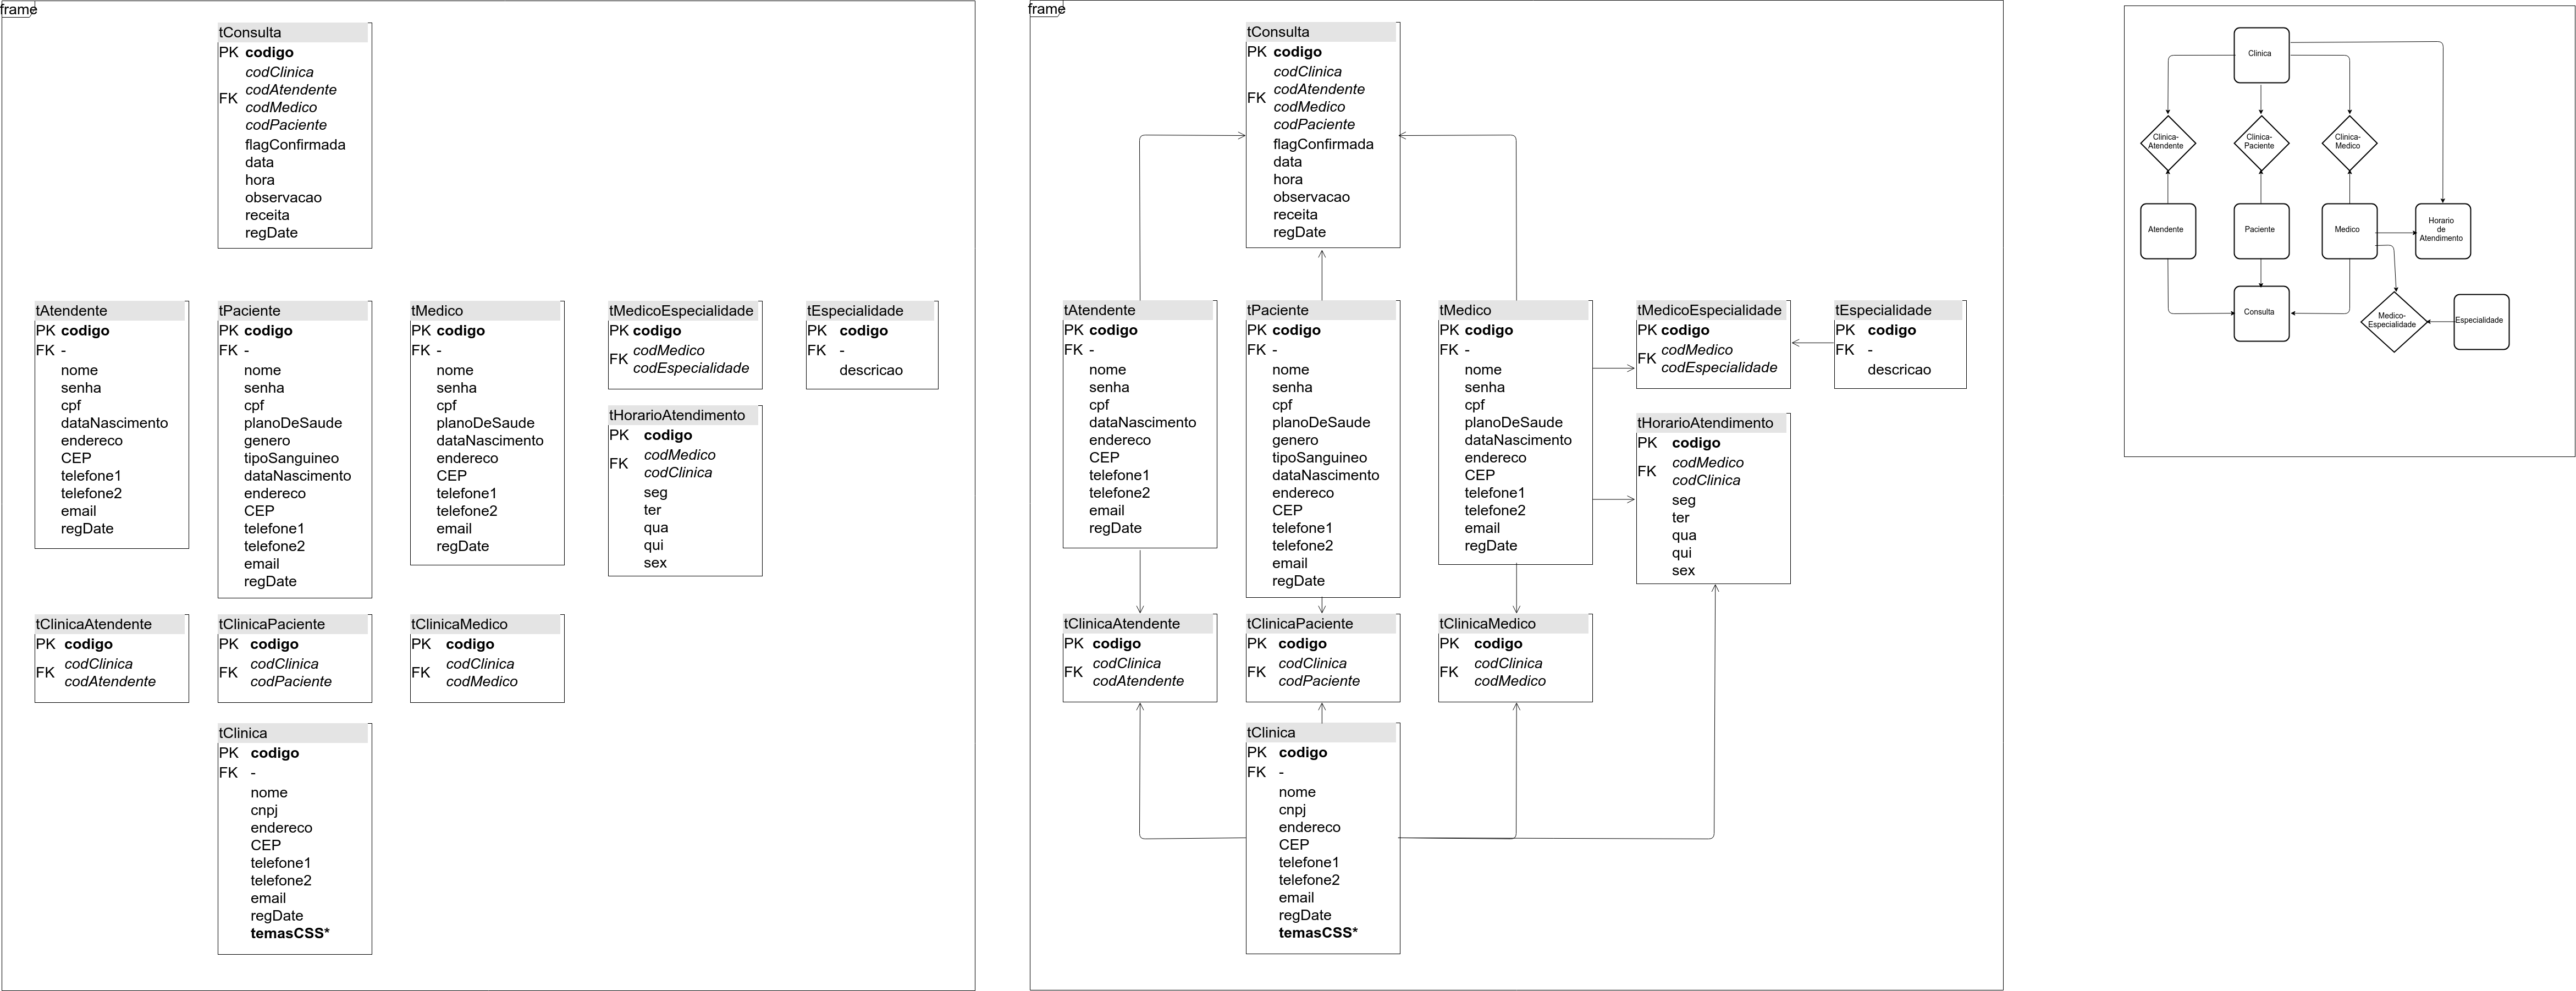 frame
tConsulta
PK codigo
codClinica
codAtendente
FK
codMedico
codPaciente
flagConfirmada
data
hora
observacao
receita
regDate
tAtendente
PK codigo
FK -
nome
senha
cpf
dataNascimento
endereco
CEP
telefone1
telefone2
email
regDate
tPaciente
PK codigo
FK -
nome
senha
cpf
planoDeSaude
genero
tipoSanguineo
dataNascimento
endereco
CEP
telefone1
telefone2
email
regDate
tMedico
PK codigo
FK -
nome
senha
cpf
planoDeSaude
dataNascimento
endereco
CEP
telefone1
telefone2
email
regDate
tMedicoEspecialidade
PK codigo
codMedico
FK
codEspecialidade
tEspecialidade
PK codigo
FK -
descricao
tHorarioAtendimento
PK codigo
codMedico
FK
codClinica
seg
ter
qua
qui
sex
tClinicaAtendente
PK codigo
codClinica
FK
codAtendente
tClinicaPaciente
PK codigo
codClinica
FK
codPaciente
tClinicaMedico
PK codigo
codClinica
FK
codMedico
tClinica
PK codigo
FK -
nome
cnpj
endereco
CEP
telefone1
telefone2
email
regDate
temasCSS*
frame
tConsulta
PK codigo
codClinica
codAtendente
FK
codMedico
codPaciente
flagConfirmada
data
hora
observacao
receita
regDate
tAtendente
PK codigo
FK -
nome
senha
cpf
dataNascimento
endereco
CEP
telefone1
telefone2
email
regDate
tPaciente
PK codigo
FK -
nome
senha
cpf
planoDeSaude
genero
tipoSanguineo
dataNascimento
endereco
CEP
telefone1
telefone2
email
regDate
tMedico
PK codigo
FK -
nome
senha
cpf
planoDeSaude
dataNascimento
endereco
CEP
telefone1
telefone2
email
regDate
tMedicoEspecialidade
PK codigo
codMedico
FK
codEspecialidade
tEspecialidade
PK codigo
FK -
descricao
tHorarioAtendimento
PK codigo
codMedico
FK
codClinica
seg
ter
qua
qui
sex
tClinicaAtendente
PK codigo
codClinica
FK
codAtendente
tClinicaPaciente
PK codigo
codClinica
FK
codPaciente
tClinicaMedico
PK codigo
codClinica
FK
codMedico
tClinica
PK codigo
FK -
nome
cnpj
endereco
CEP
telefone1
telefone2
email
regDate
temasCSS*
Clinica
Clinica-
Atendente
Clinica-
Paciente
Clinica-
Medico
Atendente
Paciente
Medico
Horario
de
Atendimento
Consulta
Medico-
Especialidade
Especialidade